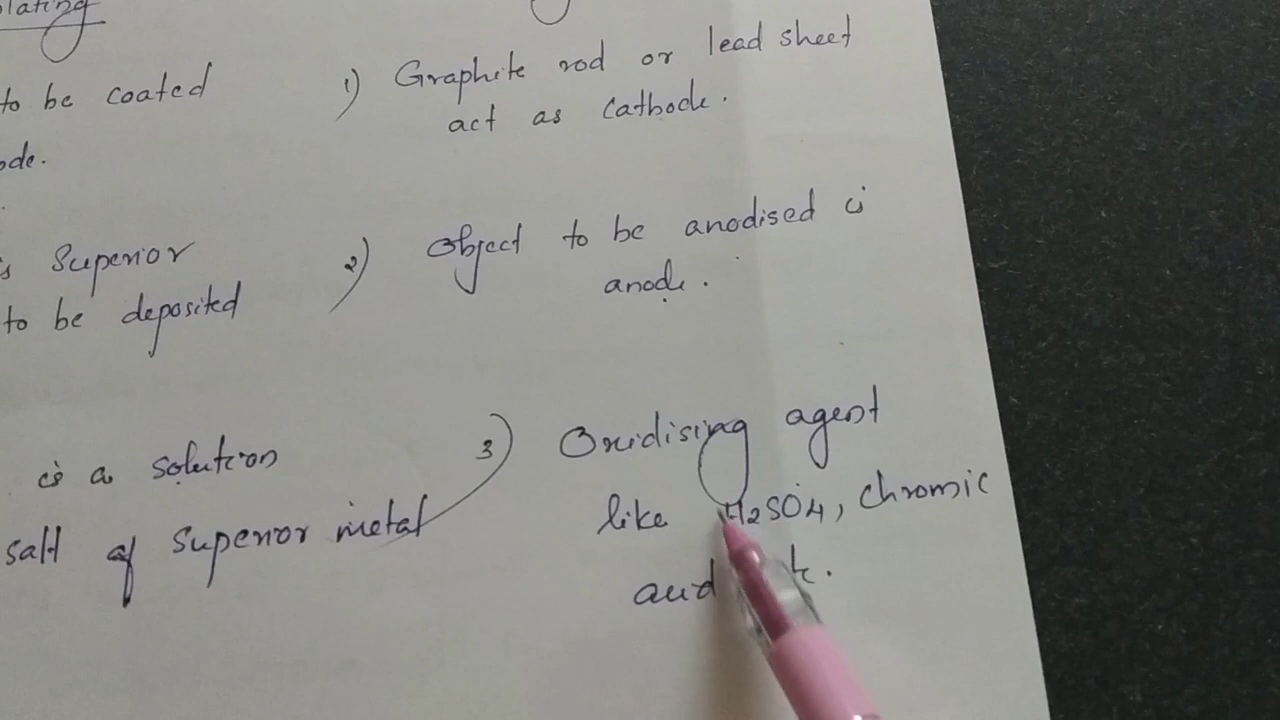 lating
to be coated
ode.
1) Graphite rod or lead sheet
act as cathode.
is Superior
to be deposited
2) Object to be anodised is
anode.
is a solution
salt of Superior metal
3) Oxidising agent
like H2SO4, chromic
acid